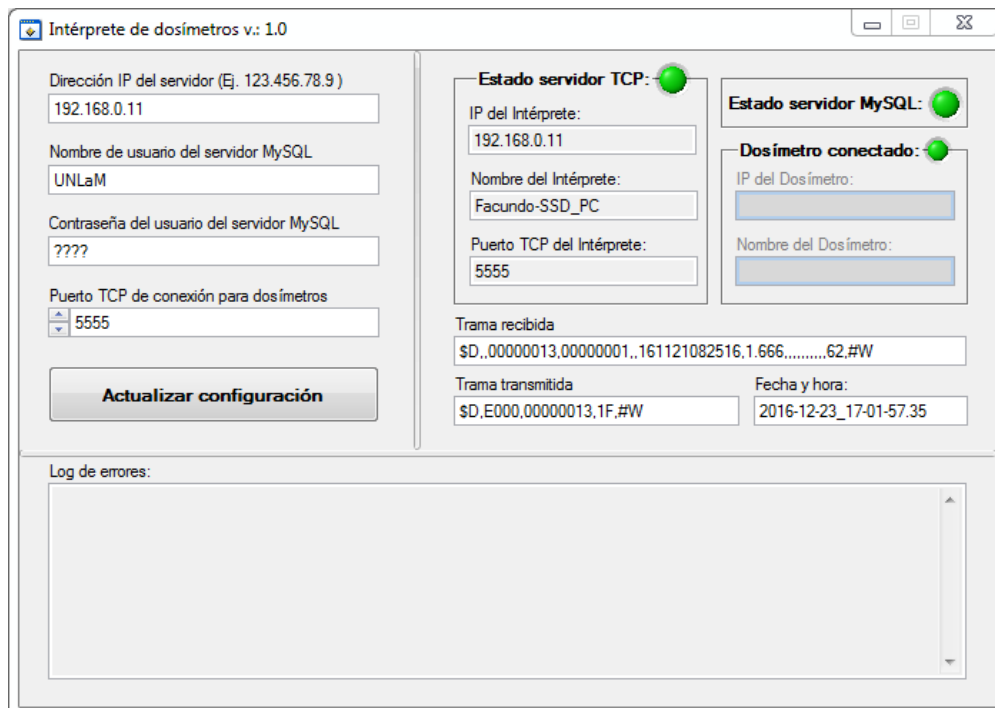 Intérprete de dosímetros v.: 1.0
Dirección IP del servidor (Ej. 123.456.78.9 )
192.168.0.11
Nombre de usuario del servidor MySQL
UNLaM
Contraseña del usuario del servidor MySQL
????
Puerto TCP de conexión para dosímetros
5555
Actualizar configuración
Estado servidor TCP:
IP del Intérprete:
192.168.0.11
Nombre del Intérprete:
Facundo-SSD_PC
Puerto TCP del Intérprete:
5555
Estado servidor MySQL:
Dosímetro conectado:
IP del Dosímetro:
Nombre del Dosímetro:
Trama recibida
$D,,00000013,00000001,,161121082516,1.666,,,,,,,,,,62,#W
Trama transmitida
$D,E000,00000013,1F,#W
Fecha y hora:
2016-12-23_17-01-57.35
Log de errores: